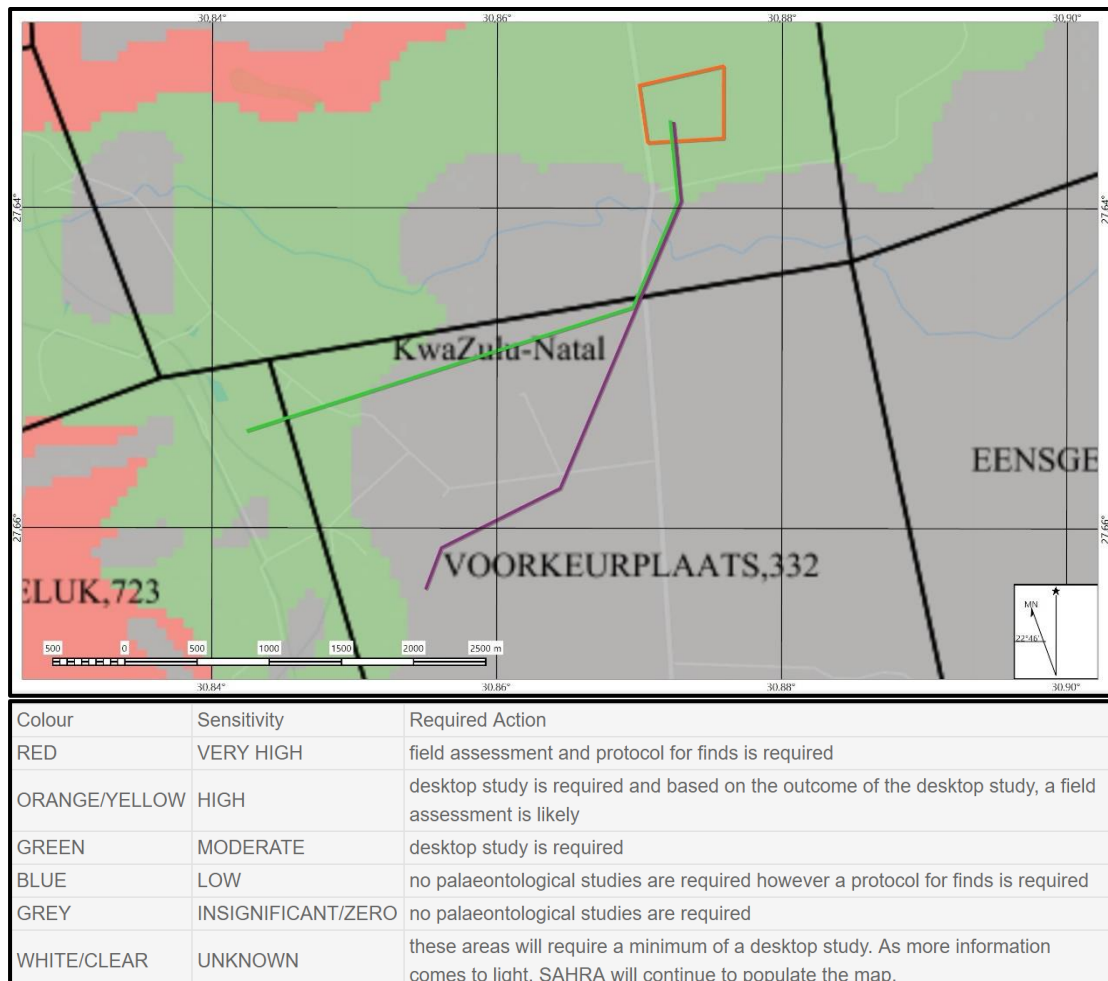 30.84° 30.86° 30.88° 30.90°
27.64° 27.64°
KwaZulu-Natal
EENSGE
27.66° 27.66°
VOORKEURPLAATS,332
ELUK,723
MN
22°46'
500 0 500 1000 1500 2000 2500 m
30.84° 30.86° 30.88° 30.90°
Colour Sensitivity Required Action
RED VERY HIGH field assessment and protocol for finds is required
ORANGE/YELLOW HIGH desktop study is required and based on the outcome of the desktop study, a field
assessment is likely
GREEN MODERATE desktop study is required
BLUE LOW no palaeontological studies are required however a protocol for finds is required
GREY INSIGNIFICANT/ZERO no palaeontological studies are required
WHITE/CLEAR UNKNOWN these areas will require a minimum of a desktop study. As more information
comes to light, SAHRA will continue to populate the map.